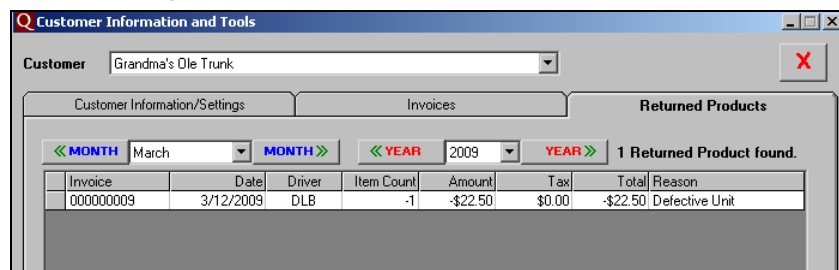 Q Customer Information and Tools
Customer Grandma's Ole Trunk X
Customer Information/Settings Invoices Returned Products
« MONTH March MONTH » « YEAR 2009 YEAR » 1 Returned Product found.
Invoice Date Driver Item Count Amount Tax Total Reason
000000009 3/12/2009 DLB -1 -$22.50 $0.00 -$22.50 Defective Unit